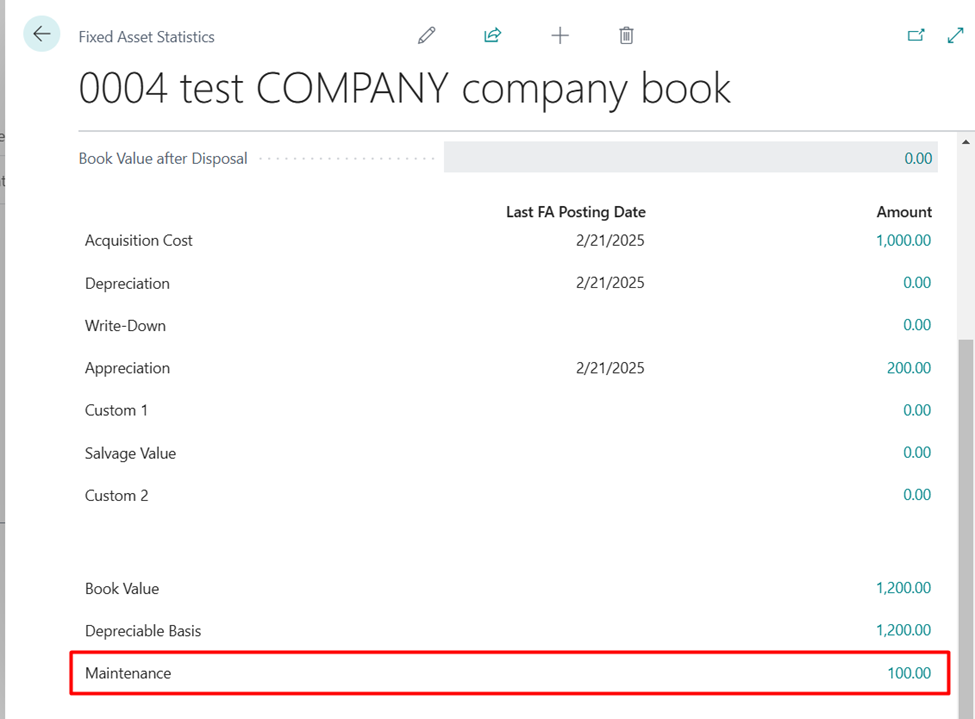 Fixed Asset Statistics
0004 test COMPANY company book
Book Value after Disposal 0.00
Last FA Posting Date Amount
Acquisition Cost 2/21/2025 1,000.00
Depreciation 2/21/2025 0.00
Write-Down 0.00
Appreciation 2/21/2025 200.00
Custom 1 0.00
Salvage Value 0.00
Custom 2 0.00
Book Value 1,200.00
Depreciable Basis 1,200.00
Maintenance 100.00